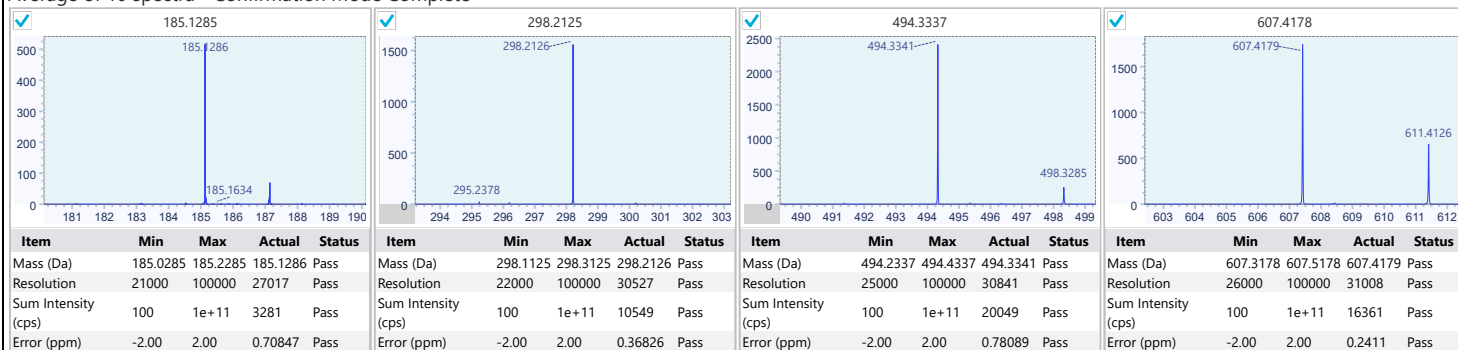 185.1285
500
400
300
200
100
0
185.1286
185.1634
181 182 183 184 185 186 187 188 189 190
Item Min Max Actual Status
Mass (Da) 185.0285 185.2285 185.1286 Pass
Resolution 21000 100000 27017 Pass
Sum Intensity (cps) 100 1e+11 3281 Pass
Error (ppm) -2.00 2.00 0.70847 Pass
298.2125
1500
1000
500
0
298.2126
295.2378
294 295 296 297 298 299 300 301 302 303
Item Min Max Actual Status
Mass (Da) 298.1125 298.3125 298.2126 Pass
Resolution 22000 100000 30527 Pass
Sum Intensity (cps) 100 1e+11 10549 Pass
Error (ppm) -2.00 2.00 0.36826 Pass
494.3337
2500
2000
1500
1000
500
0
494.3341
498.3285
490 491 492 493 494 495 496 497 498 499
Item Min Max Actual Status
Mass (Da) 494.2337 494.4337 494.3341 Pass
Resolution 25000 100000 30841 Pass
Sum Intensity (cps) 100 1e+11 20049 Pass
Error (ppm) -2.00 2.00 0.78089 Pass
607.4178
1500
1000
500
0
607.4179
611.4126
603 604 605 606 607 608 609 610 611 612
Item Min Max Actual Status
Mass (Da) 607.3178 607.5178 607.4179 Pass
Resolution 26000 100000 31008 Pass
Sum Intensity (cps) 100 1e+11 16361 Pass
Error (ppm) -2.00 2.00 0.2411 Pass